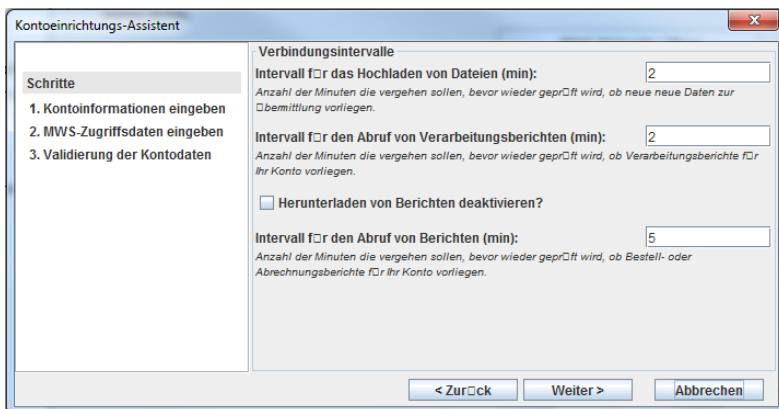 Kontoeinrichtungs-Assistent
Schritte
1. Kontoinformationen eingeben
2. MWS-Zugriffsdaten eingeben
3. Validierung der Kontodaten
Verbindungsintervalle
Intervall f□r das Hochladen von Dateien (min): 2
Anzahl der Minuten die vergehen sollen, bevor wieder gepr□ft wird, ob neue neue Daten zur
□bermittlung vorliegen.
Intervall f□r den Abruf von Verarbeitungsberichten (min): 2
Anzahl der Minuten die vergehen sollen, bevor wieder gepr□ft wird, ob Verarbeitungsberichte f□r
Ihr Konto vorliegen.
Herunterladen von Berichten deaktivieren?
Intervall f□r den Abruf von Berichten (min): 5
Anzahl der Minuten die vergehen sollen, bevor wieder gepr□ft wird, ob Bestell- oder
Abrechnungsberichte f□r Ihr Konto vorliegen.
< Zur□ck Weiter > Abbrechen